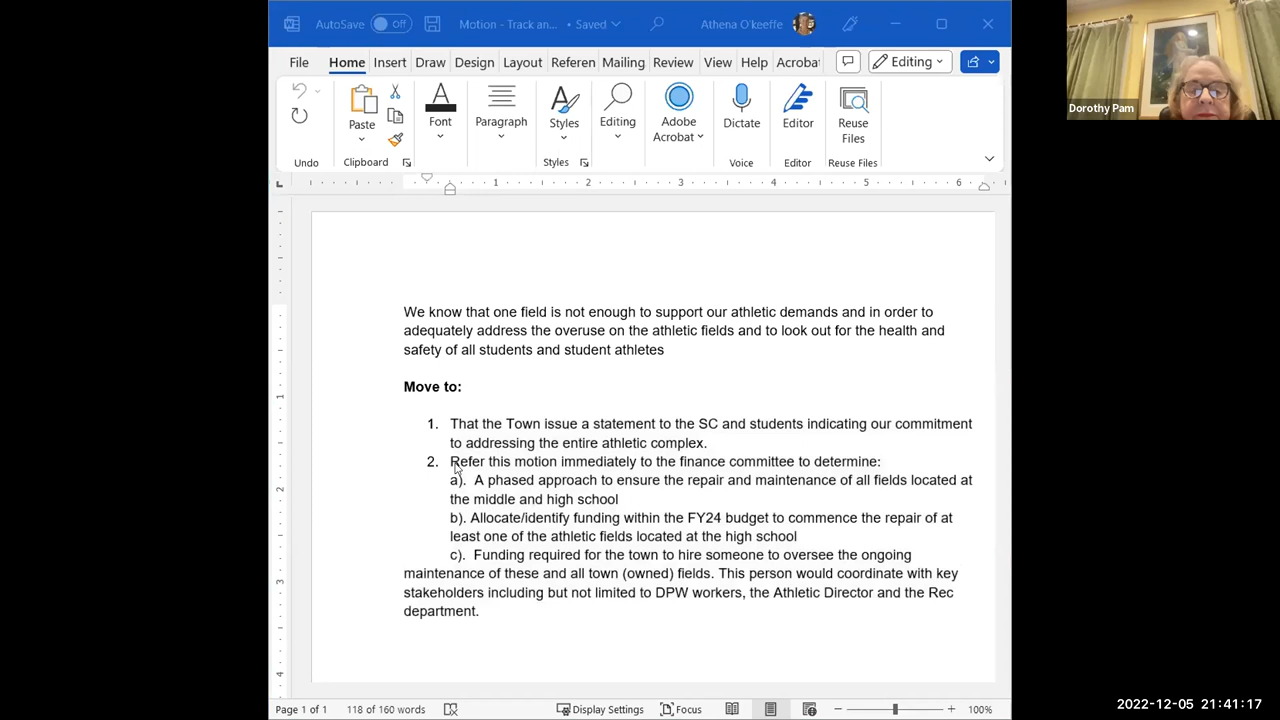 AutoSave Off Motion - Track an... • Saved Athena O'keeffe
File Home Insert Draw Design Layout Referen Mailing Review View Help Acrobat Editing
Paste Font Paragraph Styles Editing Adobe Acrobat Dictate Editor Reuse Files
Undo Clipboard Styles Voice Editor Reuse Files
1 2 3 4 5 6
We know that one field is not enough to support our athletic demands and in order to
adequately address the overuse on the athletic fields and to look out for the health and
safety of all students and student athletes
Move to:
1. That the Town issue a statement to the SC and students indicating our commitment
to addressing the entire athletic complex.
2. Refer this motion immediately to the finance committee to determine:
a). A phased approach to ensure the repair and maintenance of all fields located at
the middle and high school
b). Allocate/identify funding within the FY24 budget to commence the repair of at
least one of the athletic fields located at the high school
c). Funding required for the town to hire someone to oversee the ongoing
maintenance of these and all town (owned) fields. This person would coordinate with key
stakeholders including but not limited to DPW workers, the Athletic Director and the Rec
department.
1
2
3
4
Page 1 of 1 118 of 160 words Display Settings Focus 100%
Dorothy Pam
2022-12-05 21:41:17